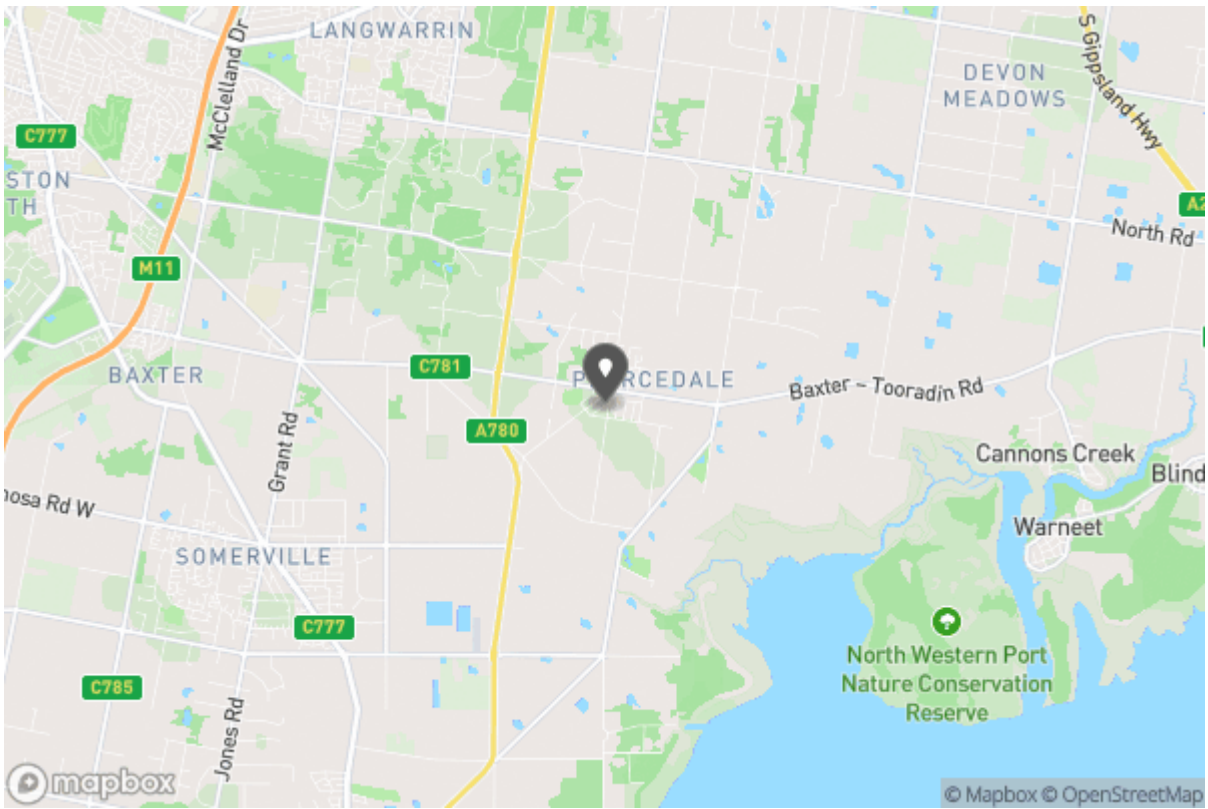 LANGWARRIN
McClelland Dr
S Gippsland Hwy
DEVON
MEADOWS
C777
STON
TH
A2
North Rd
M11
C781
BAXTER
Baxter – Tooradin Rd
A780
Grant Rd
Cannons Creek
Blind
nosa Rd W
Warneet
SOMERVILLE
C777
North Western Port
Nature Conservation
Reserve
C785
Jones Rd
mapbox
© Mapbox © OpenStreetMap